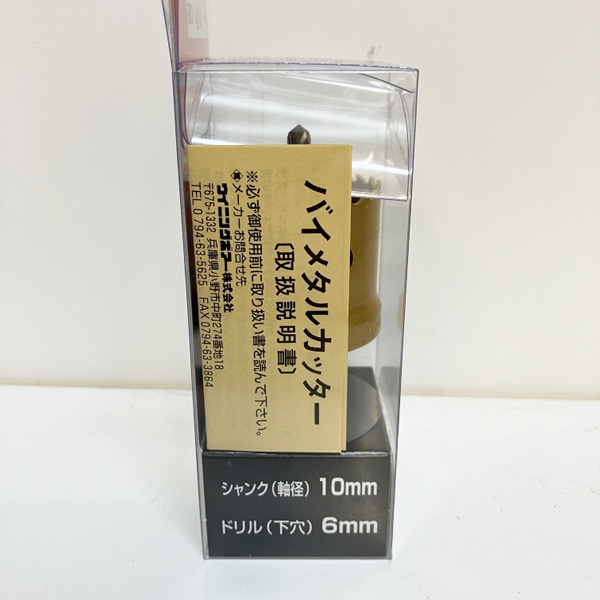 バイメタルカッター
〔取扱説明書〕
※必ず御使用前に取り扱い書を読んで下さい。
メーカーお問合せ先
ウイニングボアー株式会社
〒675-1332 兵庫県小野市中町274番地18
TEL 0794-63-5625 FAX 0794-63-3864
シャンク(軸径) 10mm
ドリル(下穴) 6mm